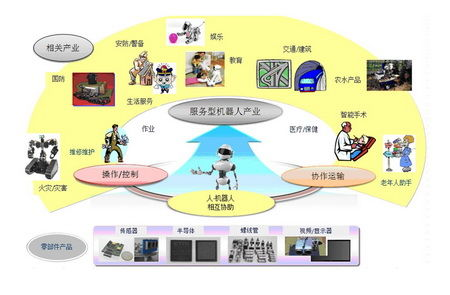 相关产业
安防/警备
娱乐
教育
交通/建筑
国防
生活服务
农水产品
服务型机器人产业
智能手术
作业
医疗/保健
维修维护
火灾/灾害
操作/控制
协作运输
老年人助手
人-机器人
相互协助
传感器
半导体
螺线管
视频/显示器
零部件产品